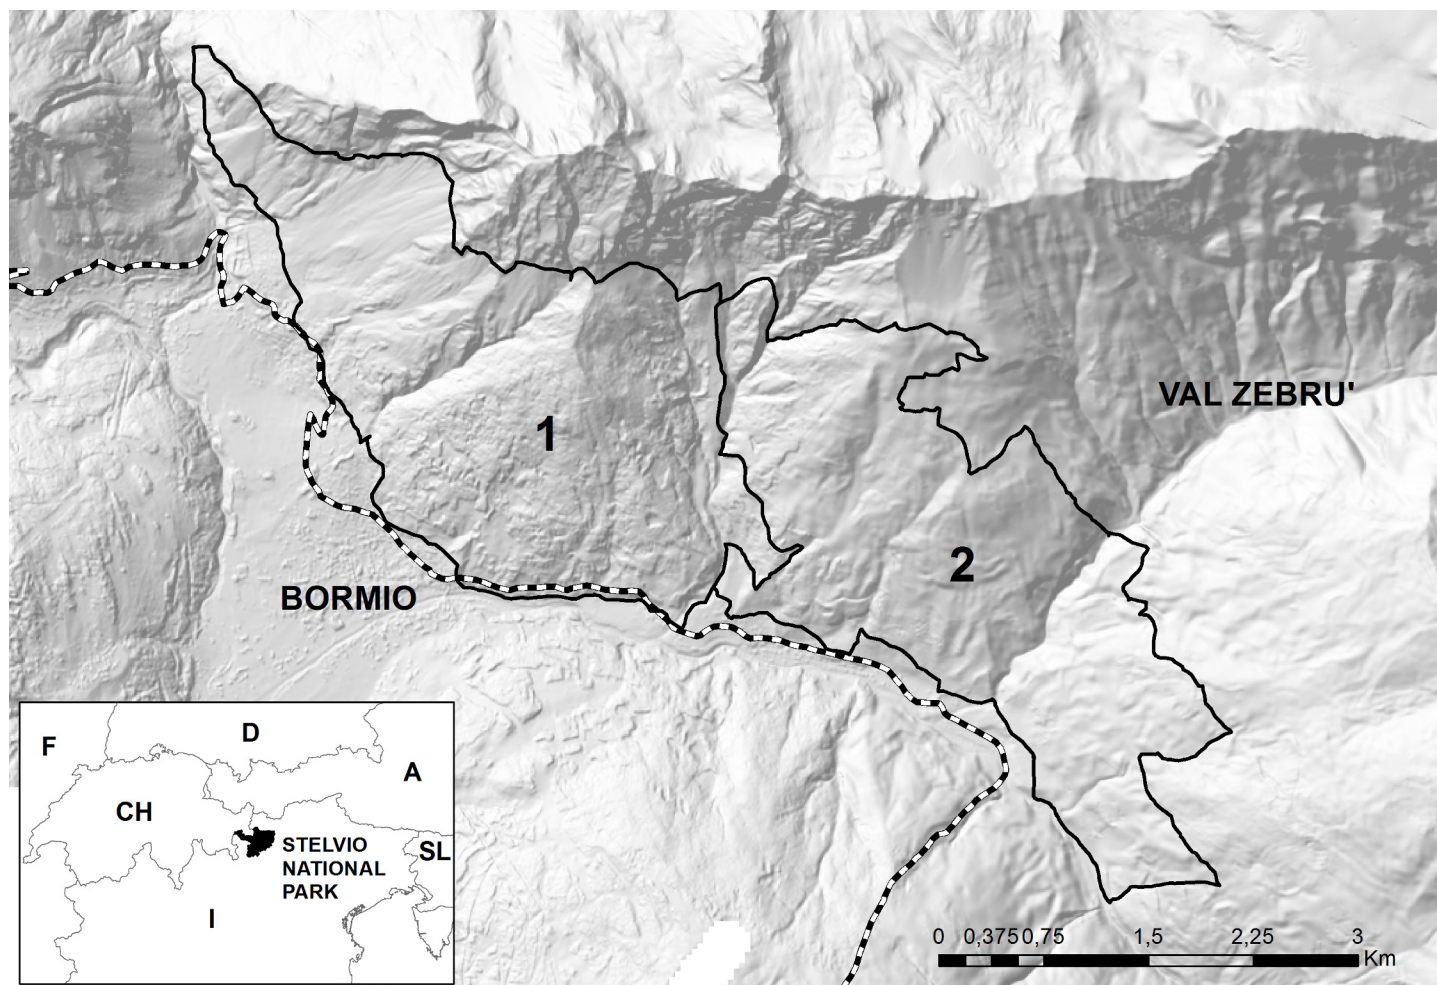 1
VAL ZEBRU'
2
BORMIO
F
D
A
CH
SL
STELVIO
NATIONAL
PARK
I
0 0,375 0,75 1,5 2,25 3
Km